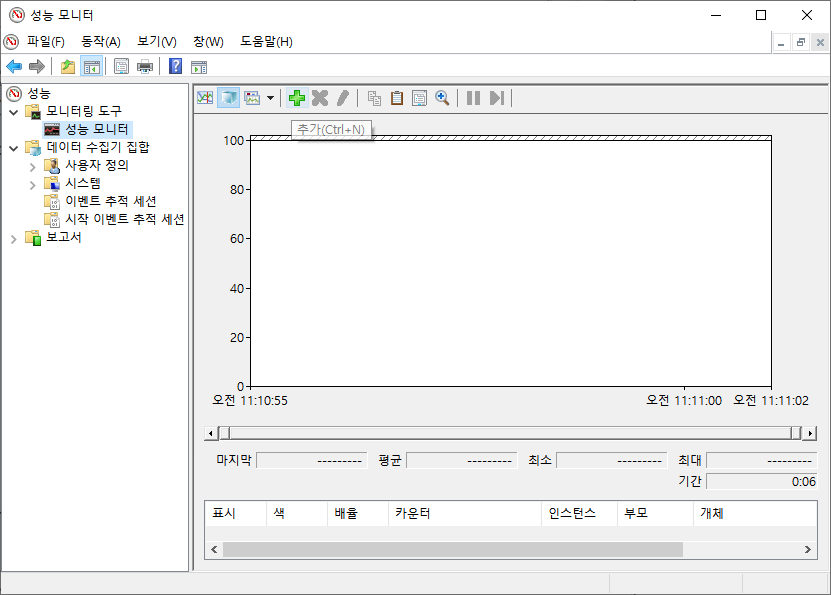 성능 모니터
파일(F) 동작(A) 보기(V) 창(W) 도움말(H)
성능
모니터링 도구
성능 모니터
데이터 수집기 집합
사용자 정의
시스템
이벤트 추적 세션
시작 이벤트 추적 세션
보고서
추가(Ctrl+N)
100
80
60
40
20
0
오전 11:10:55 오전 11:11:00 오전 11:11:02
마지막 --------- 평균 --------- 최소 --------- 최대 ---------
기간 0:06
표시 색 배율 카운터 인스턴스 부모 개체